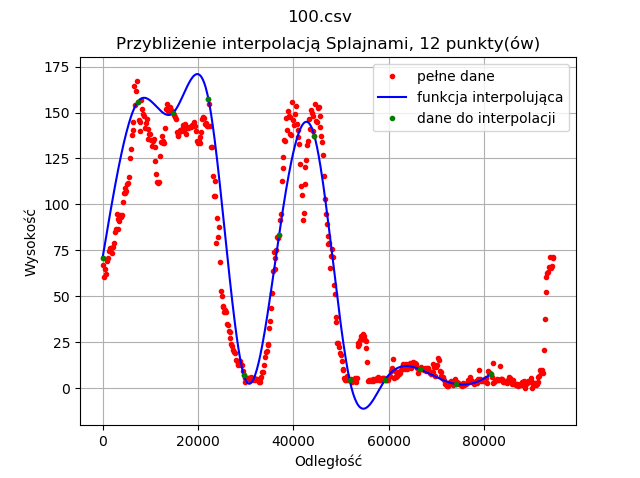 100.csv
Przybliżenie interpolacją Splajnami, 12 punkty(ów)
pełne dane
funkcja interpolująca
dane do interpolacji
175
150
125
100
75
50
25
0
Wysokość
0
20000
40000
60000
80000
Odległość